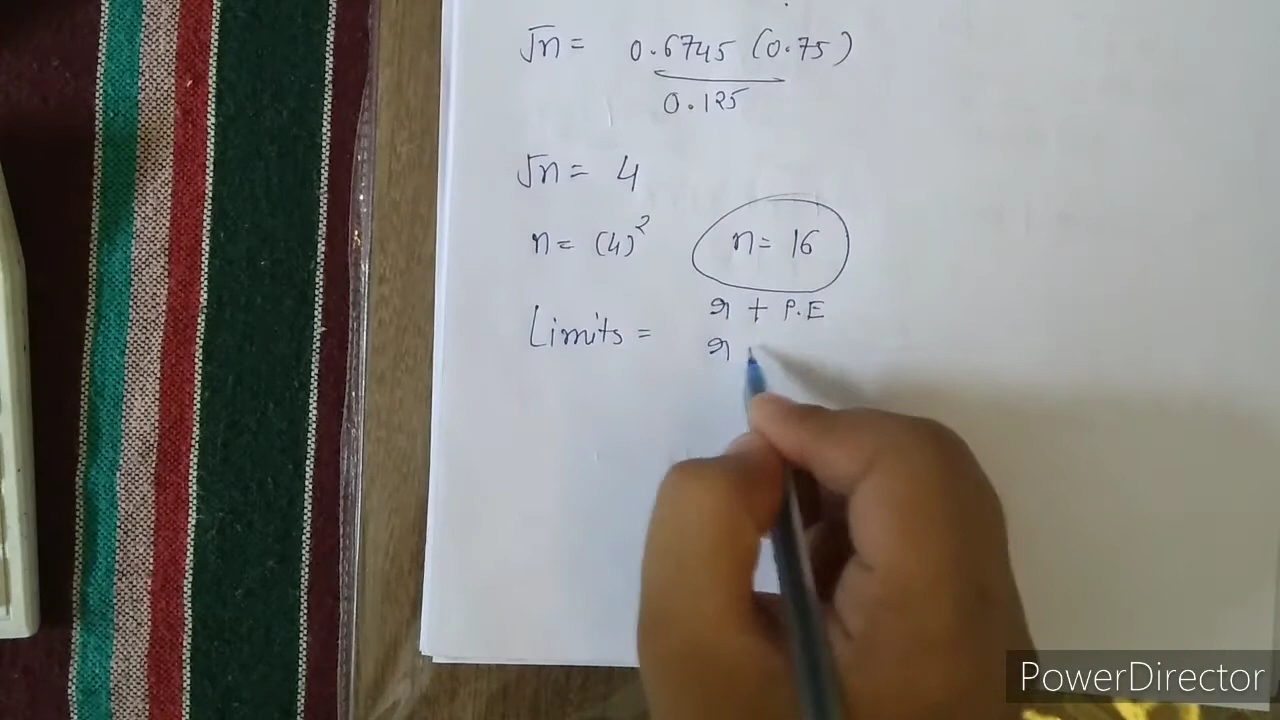 √n = 0.6745 (0.75)
0.125
√n = 4
n = (4)² n = 16
Limits = r + P.E
r
PowerDirector